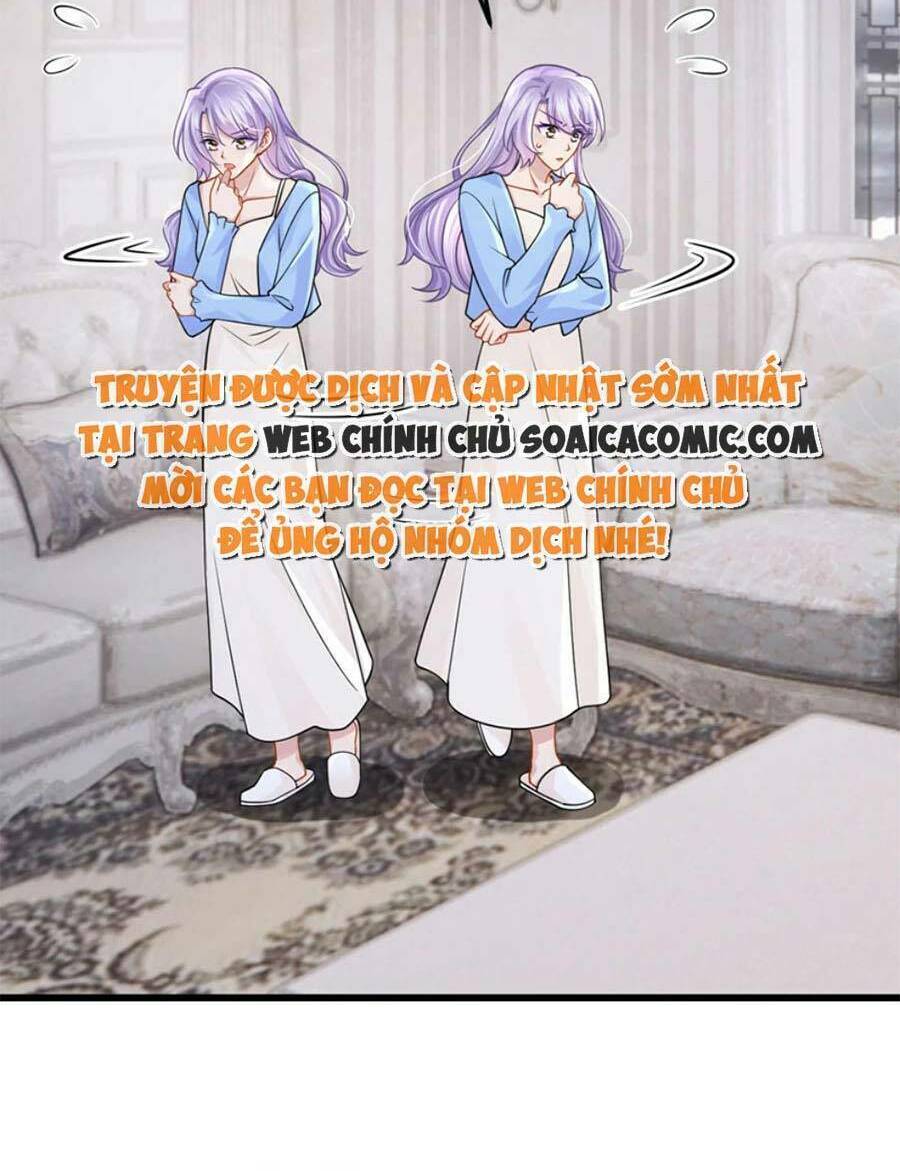 TRUYỆN ĐƯỢC DỊCH VÀ CẬP NHẬT SỚM NHẤT
TẠI TRANG WEB CHÍNH CHỦ SOAICACOMIC.COM
MỜI CÁC BẠN ĐỌC TẠI WEB CHÍNH CHỦ
ĐỂ ỦNG HỘ NHÓM DỊCH NHÉ!